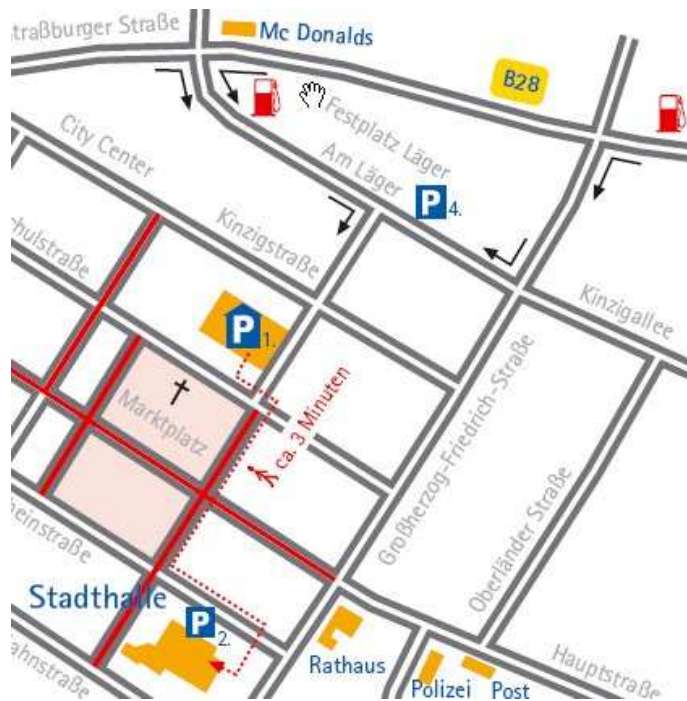 traßburger Straße
Mc Donalds
B28
City Center
Festplatz Läger
Am Läger
P 4.
Kinzigstraße
hulstraße
Kinzigallee
P 1.
ca. 3 Minuten
Marktplatz
Großherzog-Friedrich-Straße
Oberländer Straße
einstraße
Stadthalle
P 2.
Rathaus
Hauptstraße
ahnstraße
Polizei
Post